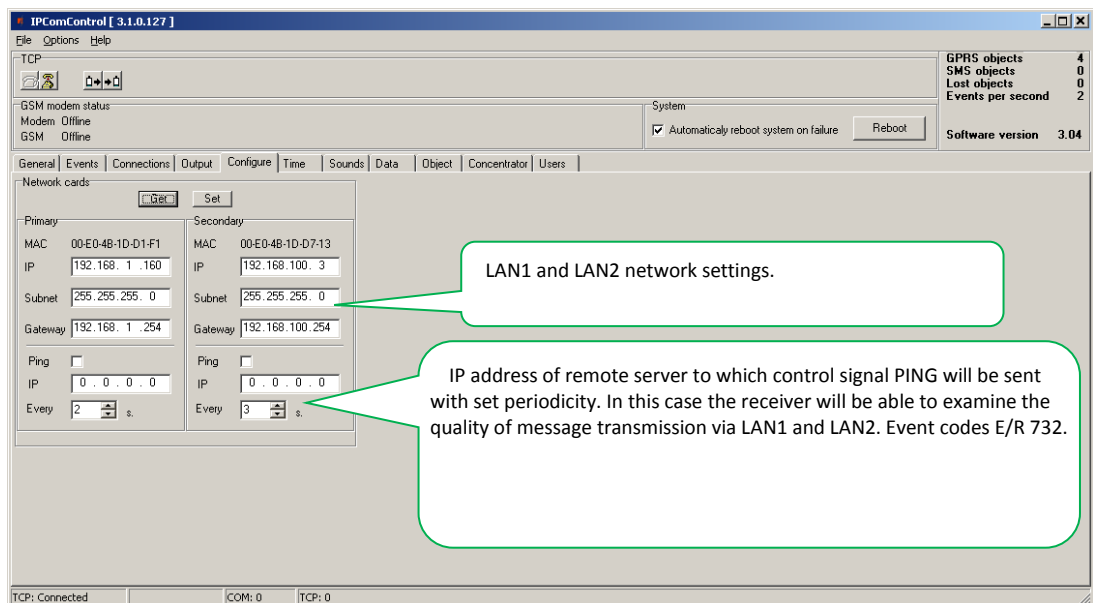 IPComControl [ 3.1.0.127 ]
File Options Help
TCP
GPRS objects 4
SMS objects 0
Lost objects 0
Events per second 2
Software version 3.04
GSM modem status
Modem Offline
GSM Offline
System
Automaticaly reboot system on failure
Reboot
General Events Connections Output Configure Time Sounds Data Object Concentrator Users
Network cards
Get Set
Primary
MAC 00-E0-4B-1D-D1-F1
IP 192.168. 1 .160
Subnet 255.255.255. 0
Gateway 192.168. 1 .254
Ping
IP 0 . 0 . 0 . 0
Every 2 s.
Secondary
MAC 00-E0-4B-1D-D7-13
IP 192.168.100. 3
Subnet 255.255.255. 0
Gateway 192.168.100.254
Ping
IP 0 . 0 . 0 . 0
Every 3 s.
LAN1 and LAN2 network settings.
IP address of remote server to which control signal PING will be sent
with set periodicity. In this case the receiver will be able to examine the
quality of message transmission via LAN1 and LAN2. Event codes E/R 732.
TCP: Connected COM: 0 TCP: 0